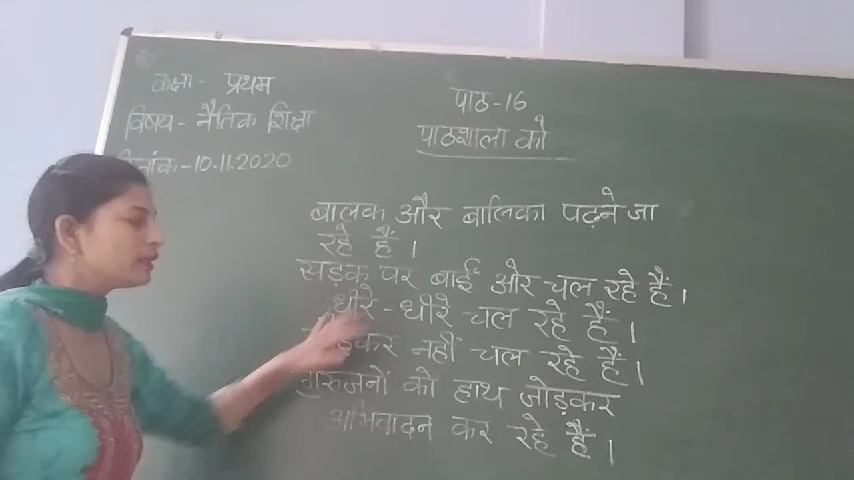 कक्षा- प्रथम
विषय- नैतिक शिक्षा
दिनांक-10.11.2020
पाठ-16
पाठशाला को
बालक और बालिका पढ़ने जा
रहे हैं ।
सड़क पर बाईं ओर चल रहे हैं ।
धीरे-धीरे चल रहे हैं ।
नहीं चल रहे हैं ।
गुरुजनों को हाथ जोड़कर
अभिवादन कर रहे हैं ।